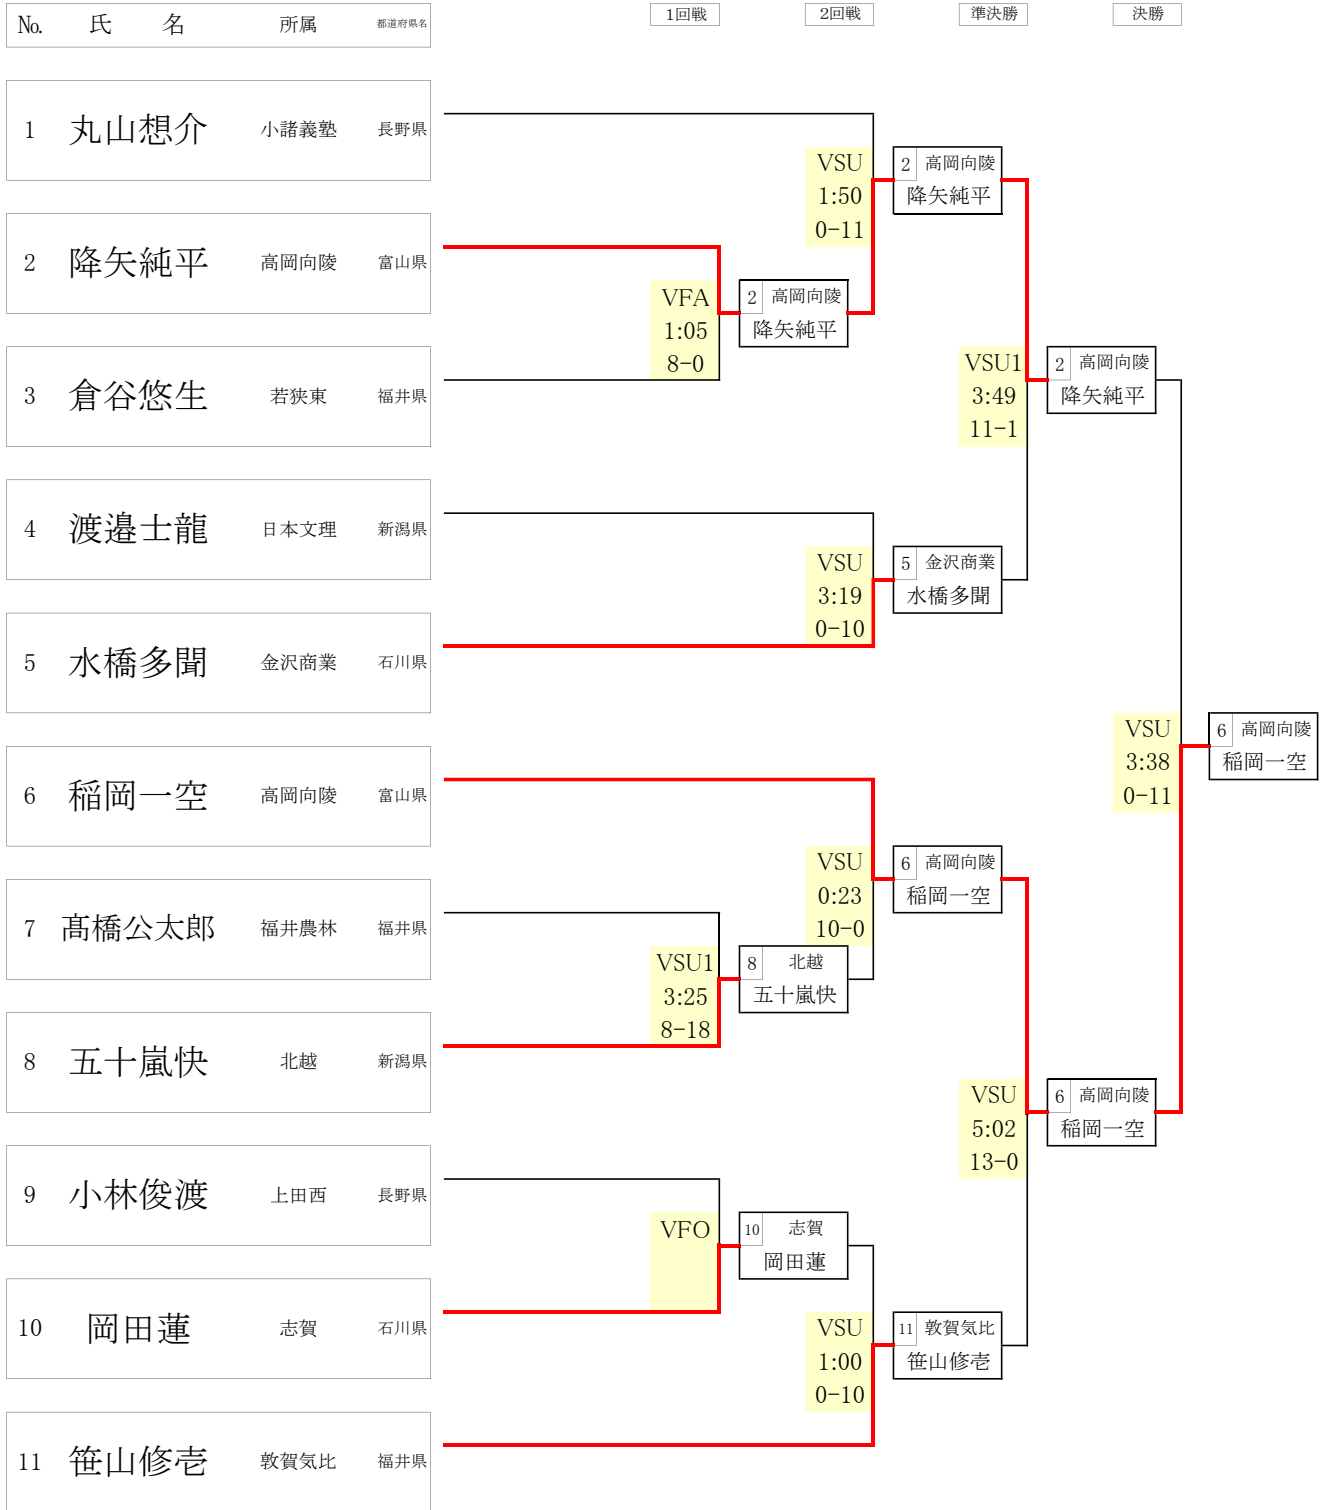 No. 氏 名 所属 都道府県名 1回戦 2回戦 準決勝 決勝
1 丸山想介 小諸義塾 長野県
VSU 2 高岡向陵
1:50 降矢純平
0-11
2 降矢純平 高岡向陵 富山県
VFA 2 高岡向陵
1:05 降矢純平
8-0
VSU1 2 高岡向陵
3:49 降矢純平
11-1
3 倉谷悠生 若狭東 福井県
4 渡邉士龍 日本文理 新潟県
VSU 5 金沢商業
3:19 水橋多聞
0-10
5 水橋多聞 金沢商業 石川県
VSU 6 高岡向陵
3:38 稲岡一空
0-11
6 稲岡一空 高岡向陵 富山県
VSU 6 高岡向陵
0:23 稲岡一空
10-0
7 髙橋公太郎 福井農林 福井県
VSU1 8 北越
3:25 五十嵐快
8-18
8 五十嵐快 北越 新潟県
VSU 6 高岡向陵
5:02 稲岡一空
13-0
9 小林俊渡 上田西 長野県
VFO 10 志賀
岡田蓮
10 岡田蓮 志賀 石川県
VSU 11 敦賀気比
1:00 笹山修壱
0-10
11 笹山修壱 敦賀気比 福井県